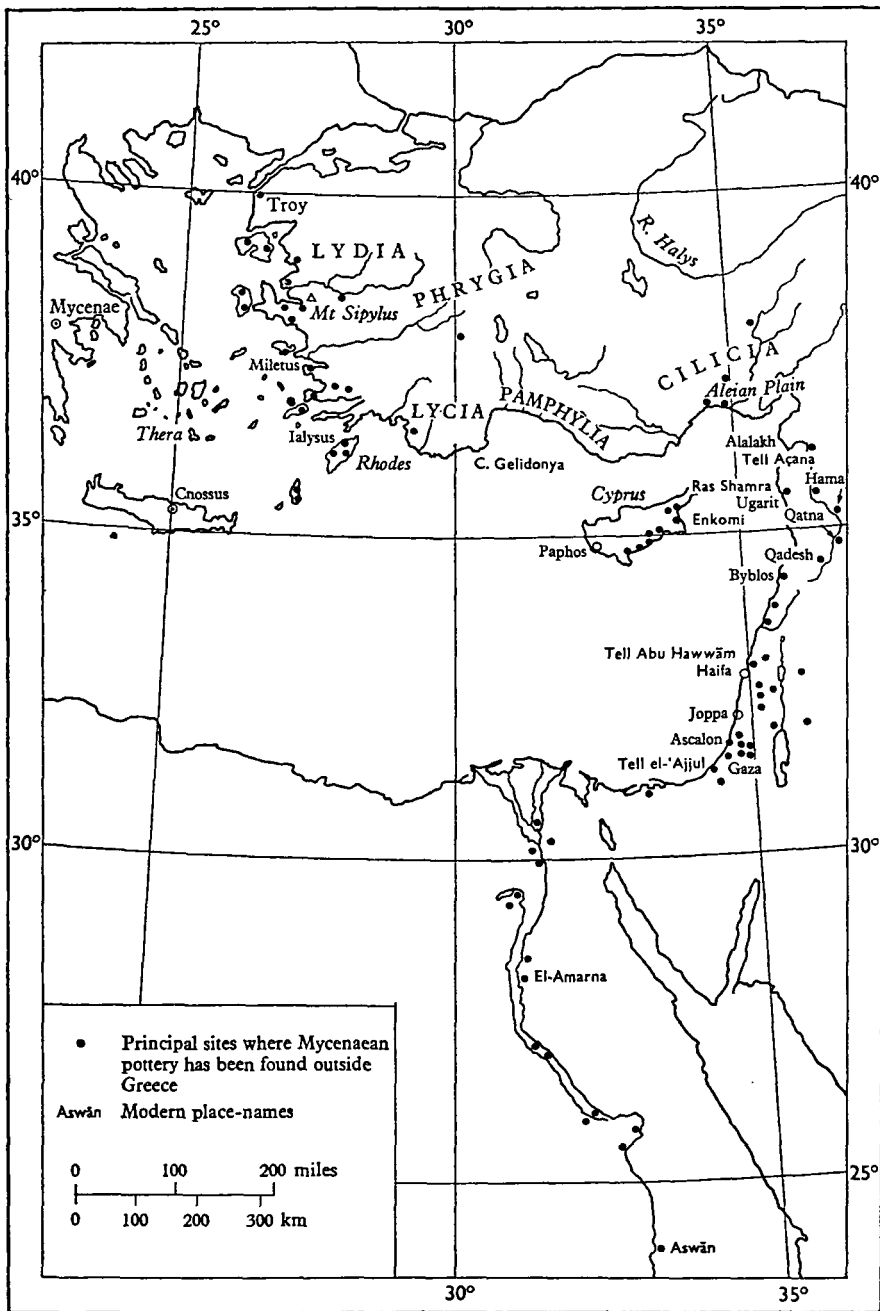 25°
30°
35°
40°
40°
Troy
LYDIA
R. Halys
PHRYGIA
Mycenae
Mt Sipylus
CILICIA
Miletus
Aleian Plain
LYCIA
PAMPHYLIA
Thera
Ialysus
Alalakh
Tell Açana
Rhodes
C. Gelidonya
Hama
Cnossus
Cyprus
Ras Shamra
Ugarit
35°
Enkomi
Qatna
35°
Paphos
Qadesh
Byblos
Tell Abu Hawwām
Haifa
Joppa
Ascalon
Tell el-'Ajjul
Gaza
30°
30°
El-Amarna
Principal sites where Mycenaean
pottery has been found outside
Greece
Aswān Modern place-names
0 100 200 miles
0 100 200 300 km
25°
Aswān
30°
35°